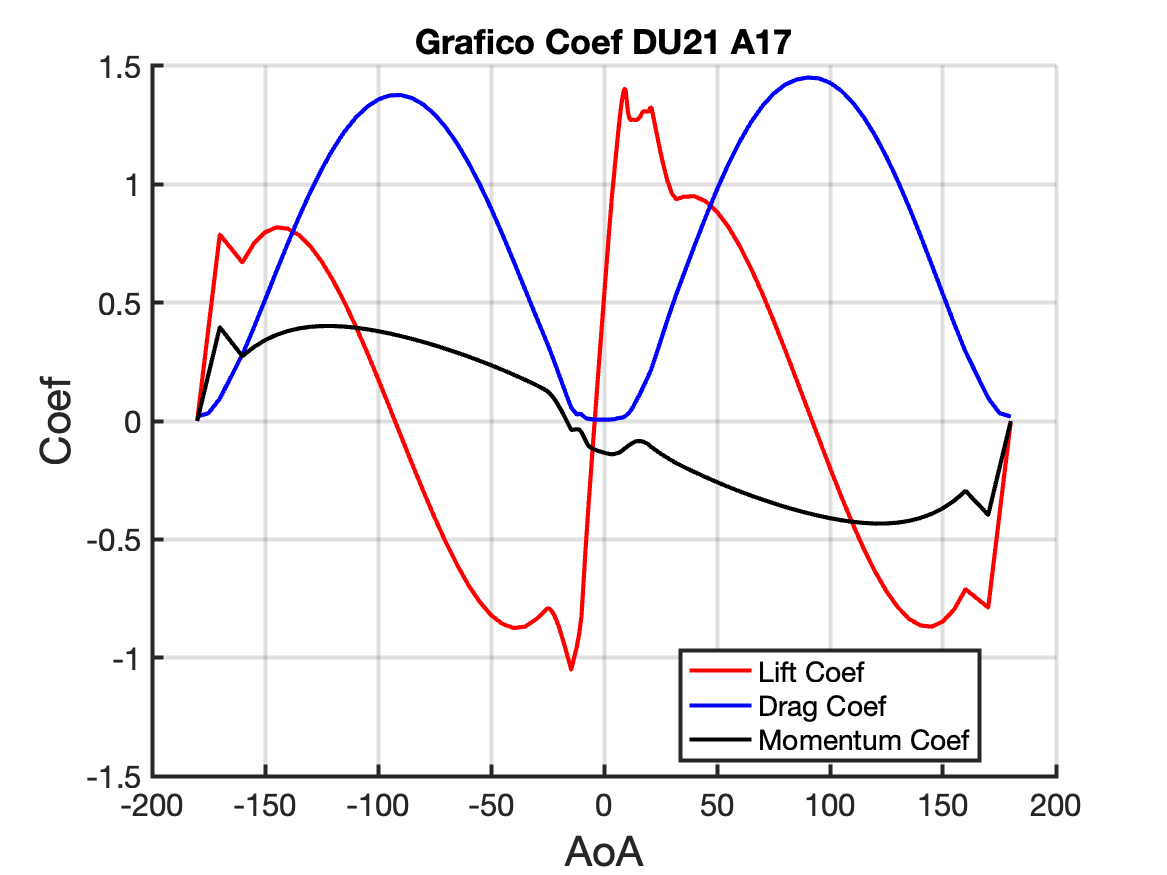 Grafico Coef DU21 A17
1.5
1
0.5
0
-0.5
-1
-1.5
Coef
Lift Coef
Drag Coef
Momentum Coef
-200 -150 -100 -50 0 50 100 150 200
AoA